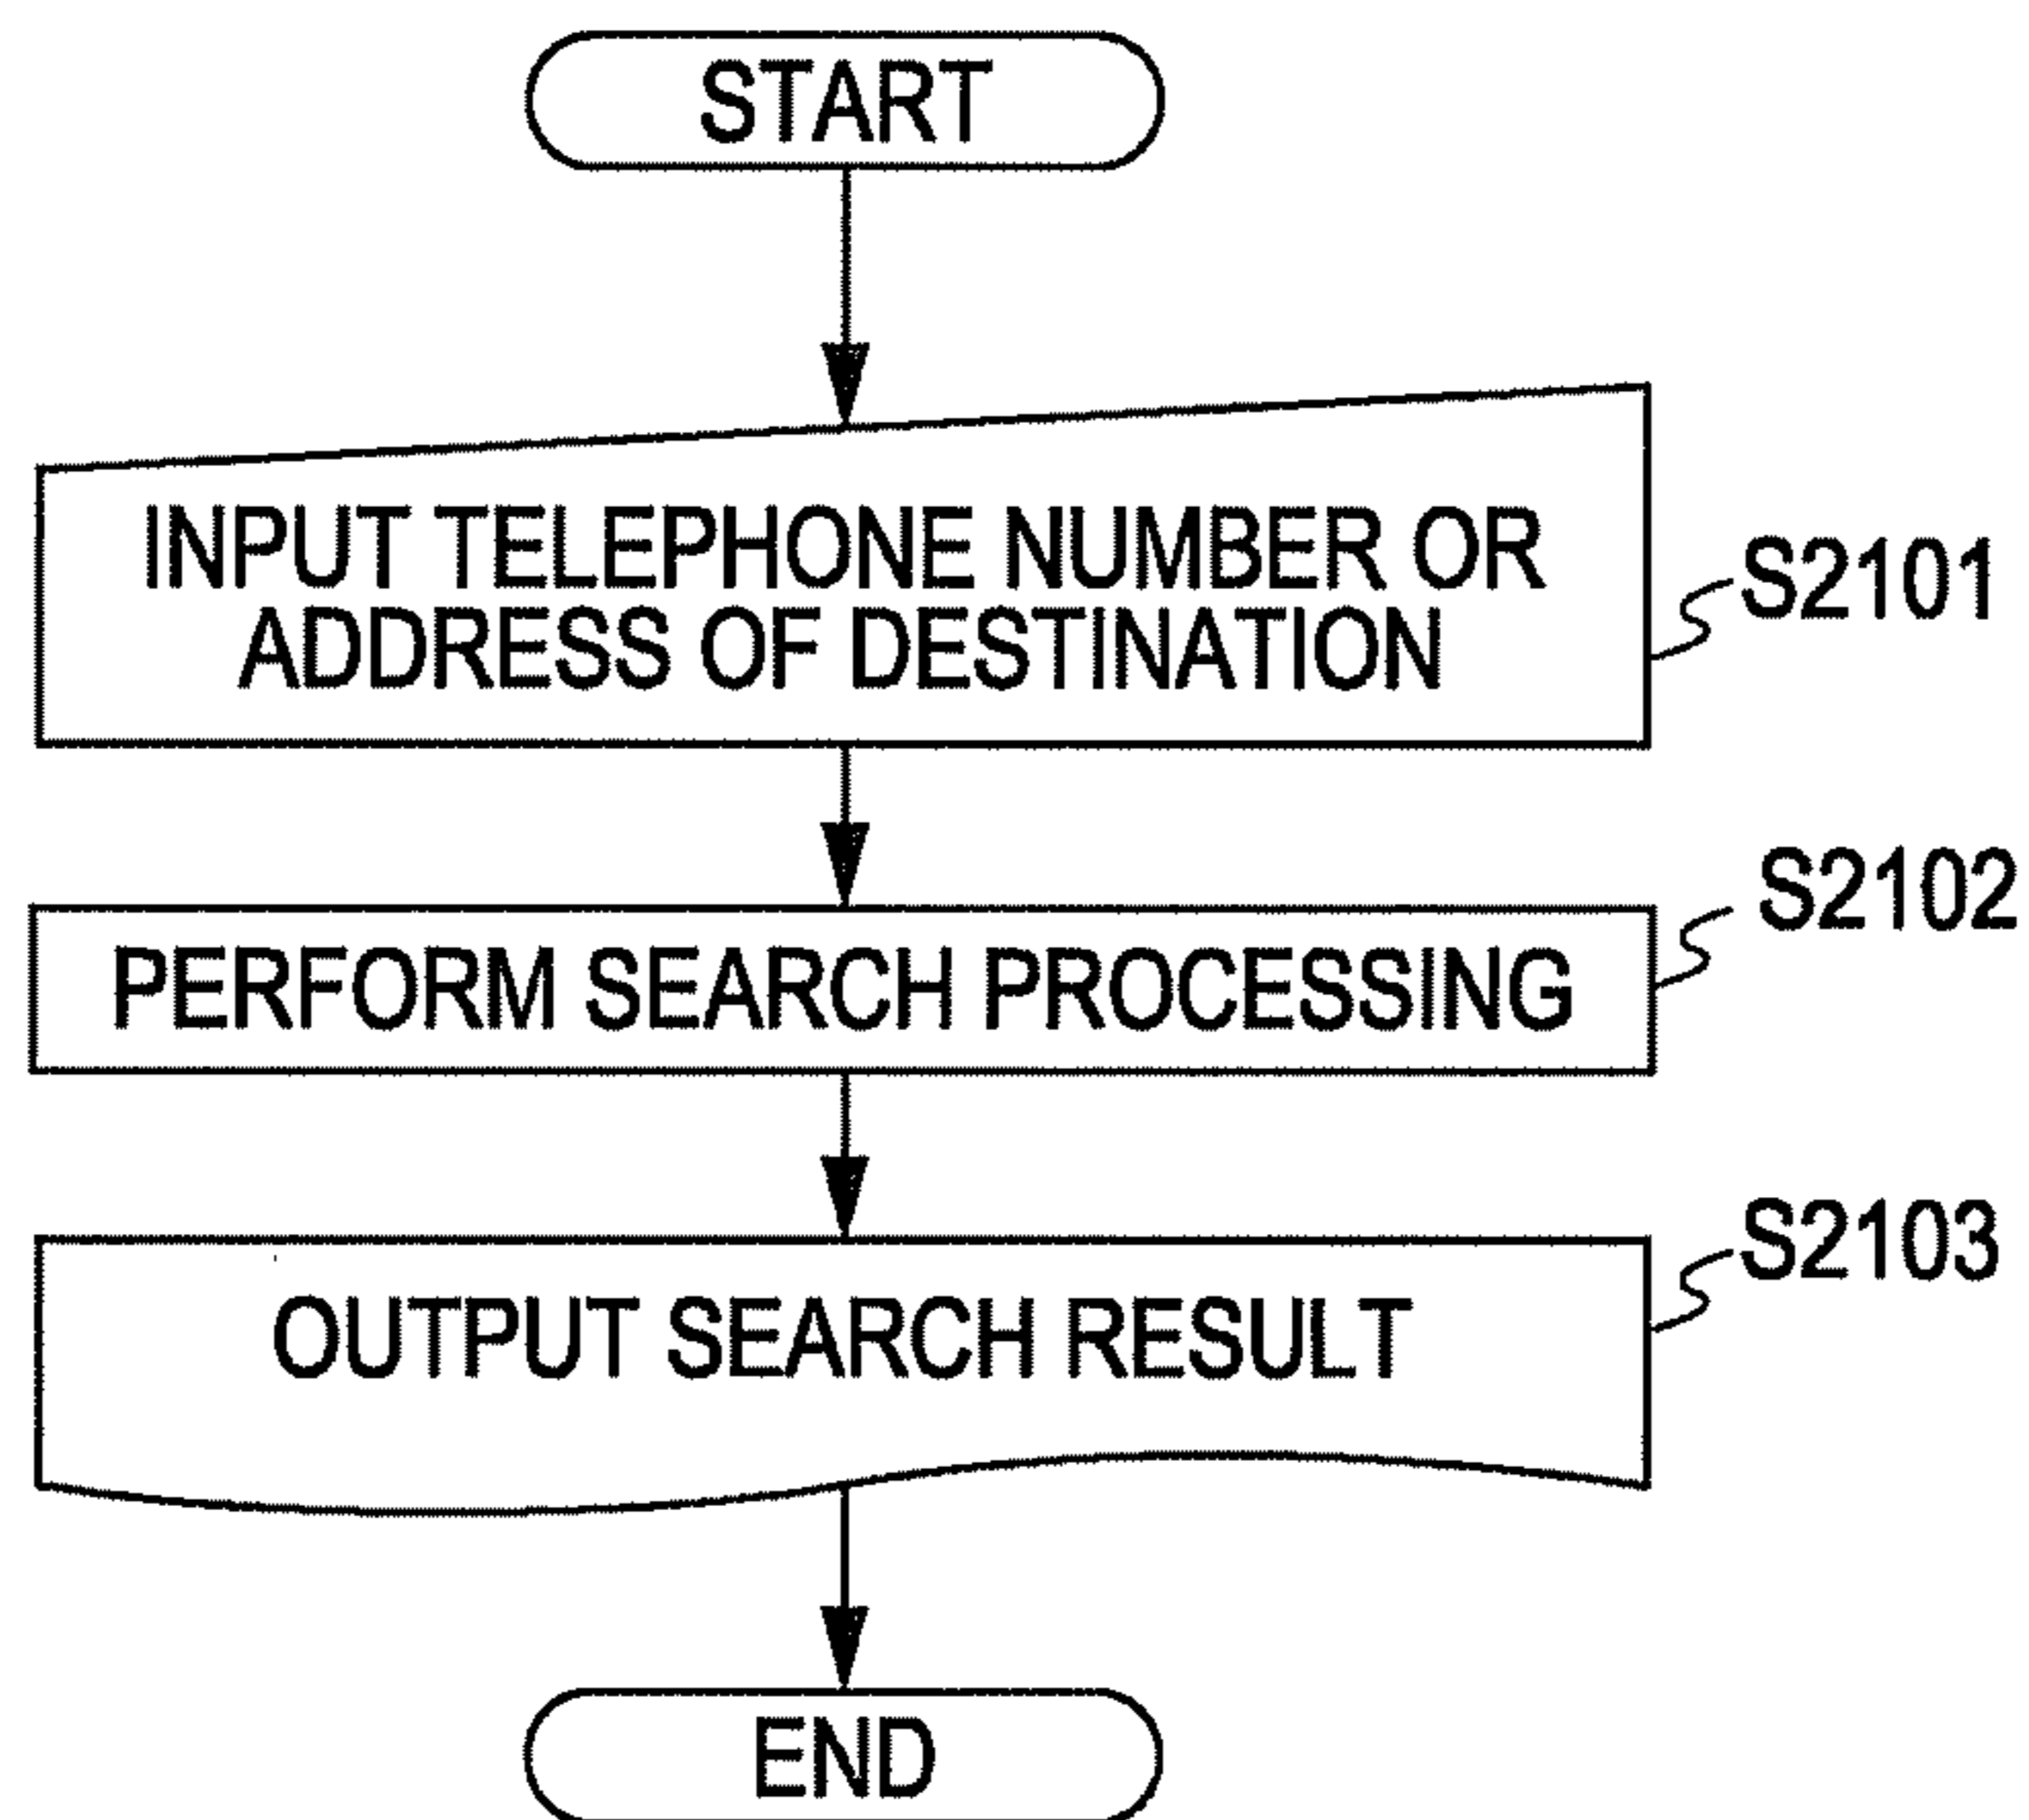 START
INPUT TELEPHONE NUMBER OR
ADDRESS OF DESTINATION
S2101
PERFORM SEARCH PROCESSING
S2102
OUTPUT SEARCH RESULT
S2103
END